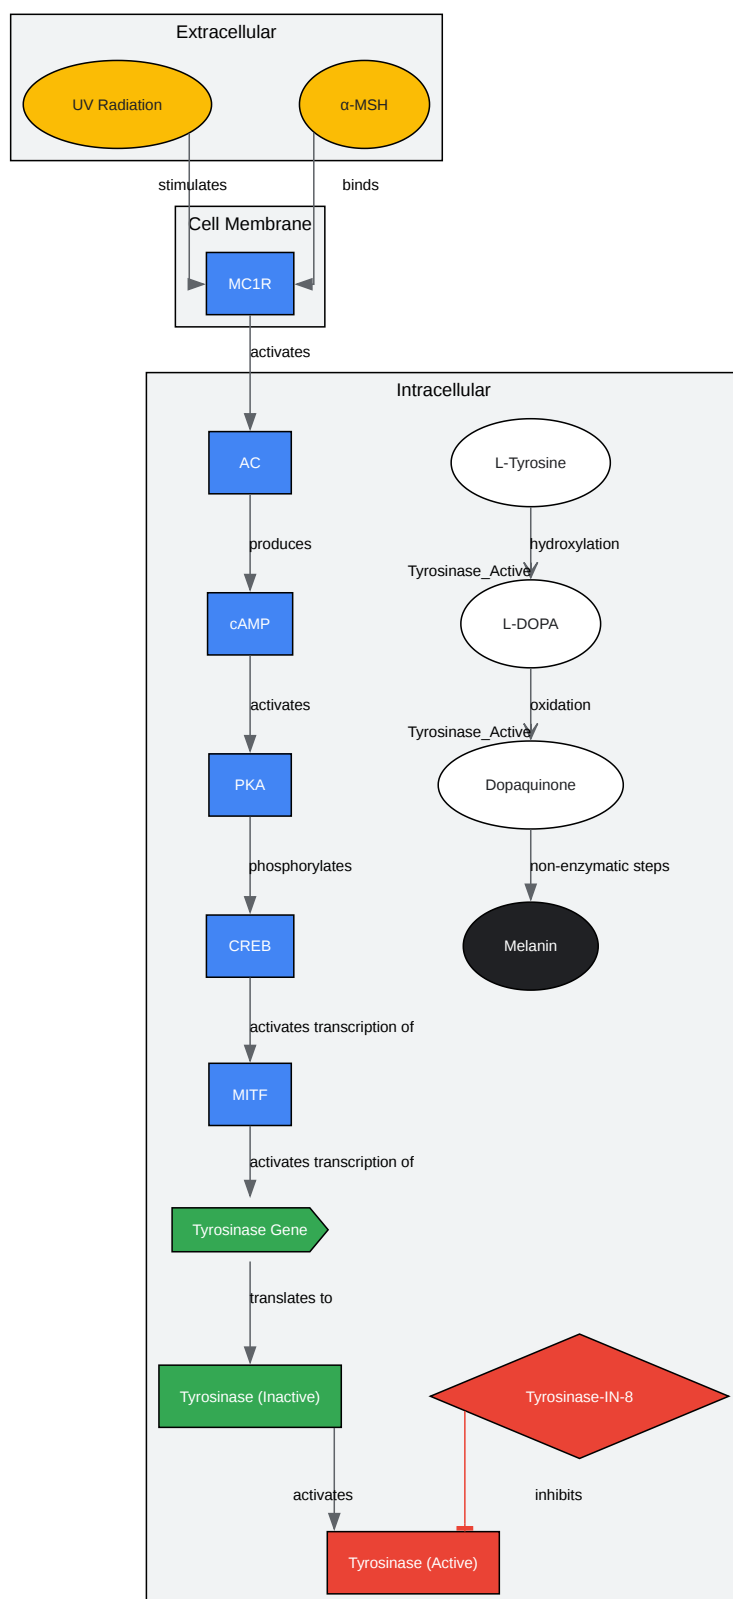 Extracellular
UV Radiation
α-MSH
stimulates
binds
Cell Membrane
MC1R
activates
Intracellular
AC
L-Tyrosine
produces
hydroxylation
Tyrosinase_Active
cAMP
L-DOPA
activates
oxidation
Tyrosinase_Active
PKA
Dopaquinone
phosphorylates
non-enzymatic steps
CREB
Melanin
activates transcription of
MITF
activates transcription of
Tyrosinase Gene
translates to
Tyrosinase (Inactive)
Tyrosinase-IN-8
activates
inhibits
Tyrosinase (Active)